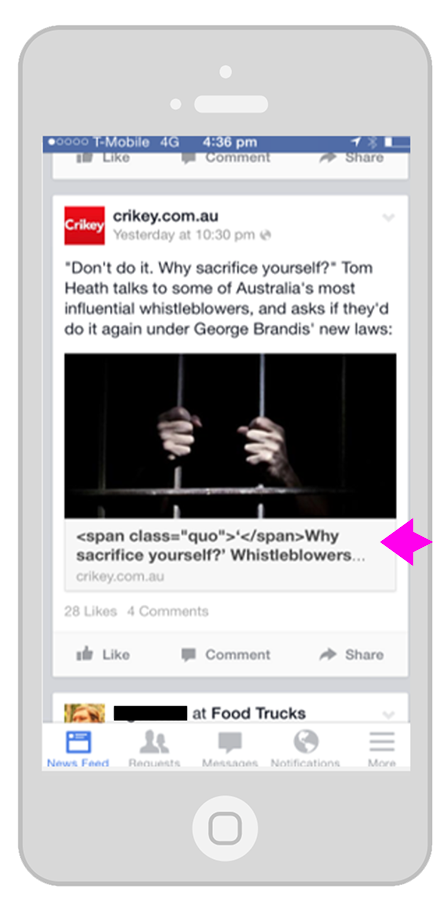 T-Mobile 4G 4:36 pm
Like Comment Share
Crikey
crikey.com.au
Yesterday at 10:30 pm
"Don't do it. Why sacrifice yourself?" Tom
Heath talks to some of Australia's most
influential whistleblowers, and asks if they'd
do it again under George Brandis' new laws:
<span class="quo">‘</span>Why
sacrifice yourself?’ Whistleblowers...
crikey.com.au
28 Likes 4 Comments
Like Comment Share
at Food Trucks
News Feed Requests Messages Notifications More